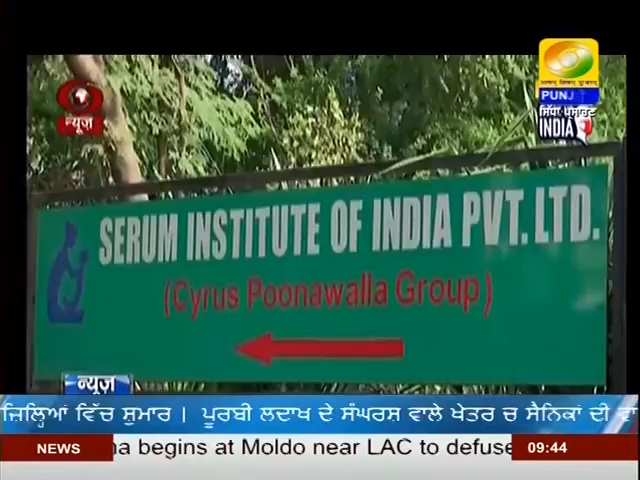 न्यूज़
PUNJ
INDIA
SERUM INSTITUTE OF INDIA PVT. LTD.
(Cyrus Poonawalla Group)
ਨਿਊਜ਼
ਜ਼ਿਲ੍ਹਿਆਂ ਵਿੱਚ ਸ਼ੁਮਾਰ । ਪੂਰਬੀ ਲਦਾਖ ਦੇ ਸੰਘਰਸ਼ ਵਾਲੇ ਖੇਤਰ ਚ ਸੈਨਿਕਾਂ ਦੀ
NEWS begins at Moldo near LAC to defuse 09:44